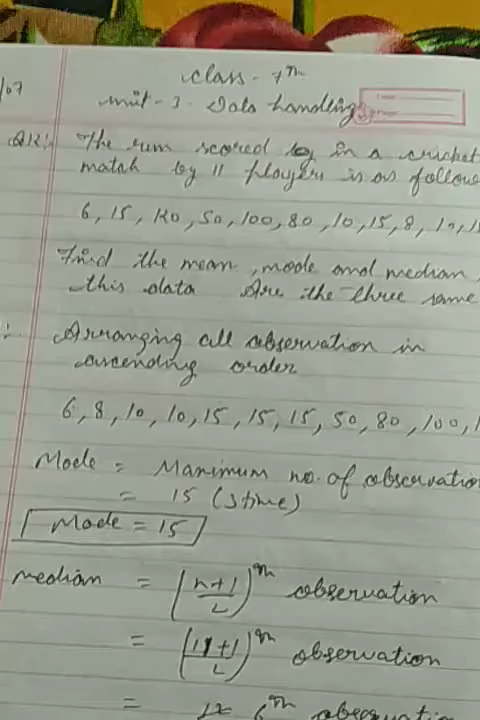 Class - 7th
/07
Unit - 3 - Data handling
The run scored by in a cricket
match by 11 players is as follow
6, 15, 120, 50, 100, 80, 10, 15, 8, 10, 15
Find the mean, mode and median
this data Are the three same
Arranging all observation in
ascending order
6, 8, 10, 10, 15, 15, 15, 50, 80, 100, 1
Mode = Maximum no. of observation
= 15 (3 time)
Mode = 15
median = (n+1/2)th observation
= (11+1/2)th observation
= 6th observation